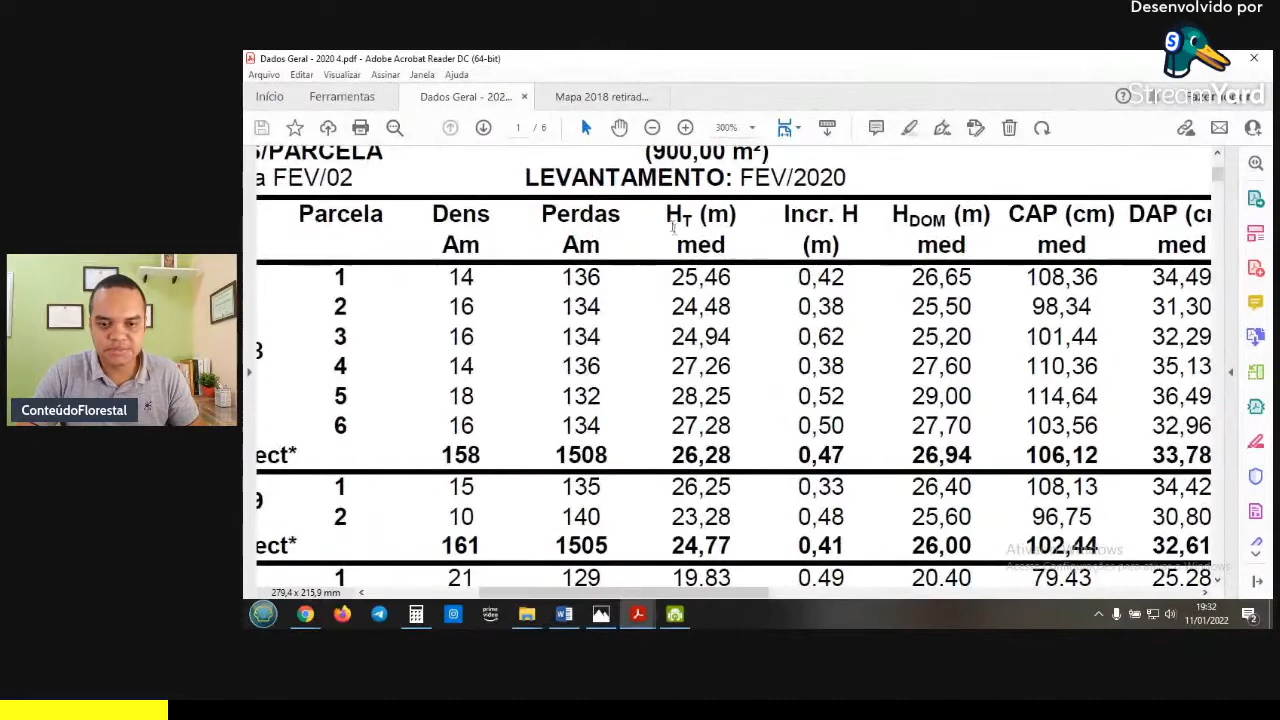 Desenvolvido por
S
StreamYard
Dados Geral - 2020 4.pdf - Adobe Acrobat Reader DC (64-bit)
Arquivo Editar Visualizar Assinar Janela Ajuda
Início Ferramentas Dados Geral - 202... × Mapa 2018 retirad...
1 / 6 300%
S/PARCELA (900,00 m²)
a FEV/02 LEVANTAMENTO: FEV/2020
Parcela Dens Perdas HT (m) Incr. H HDOM (m) CAP (cm) DAP (cr
Am Am med (m) med med med
1 14 136 25,46 0,42 26,65 108,36 34,49
2 16 134 24,48 0,38 25,50 98,34 31,30
3 16 134 24,94 0,62 25,20 101,44 32,29
8
4 14 136 27,26 0,38 27,60 110,36 35,13
5 18 132 28,25 0,52 29,00 114,64 36,49
6 16 134 27,28 0,50 27,70 103,56 32,96
ect* 158 1508 26,28 0,47 26,94 106,12 33,78
1 15 135 26,25 0,33 26,40 108,13 34,42
9
2 10 140 23,28 0,48 25,60 96,75 30,80
ect* 161 1505 24,77 0,41 26,00 102,44 32,61
1 21 129 19,83 0,49 20,40 79,43 25,28
279,4 x 215,9 mm
ConteúdoFlorestal
prime video
19:32
11/01/2022
2